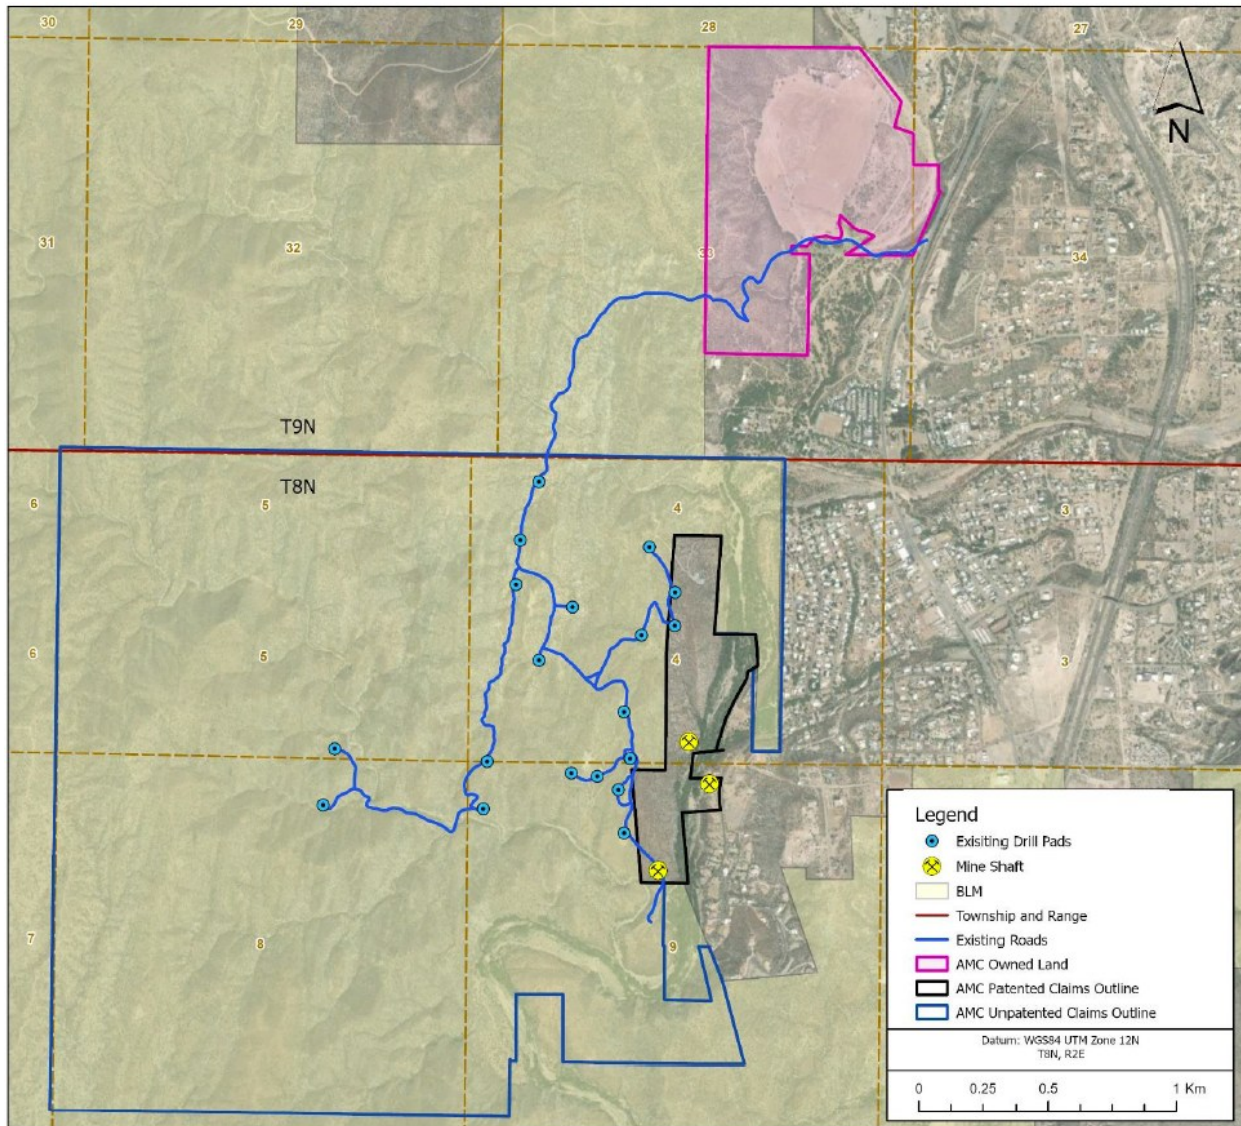 30
29
28
27
N
31
32
33
34
T9N
T8N
6
5
4
3
6
5
4
3
7
8
9
Legend
Exisiting Drill Pads
Mine Shaft
BLM
Township and Range
Existing Roads
AMC Owned Land
AMC Patented Claims Outline
AMC Unpatented Claims Outline
Datum: WGS84 UTM Zone 12N
T8N, R2E
0 0.25 0.5 1 Km